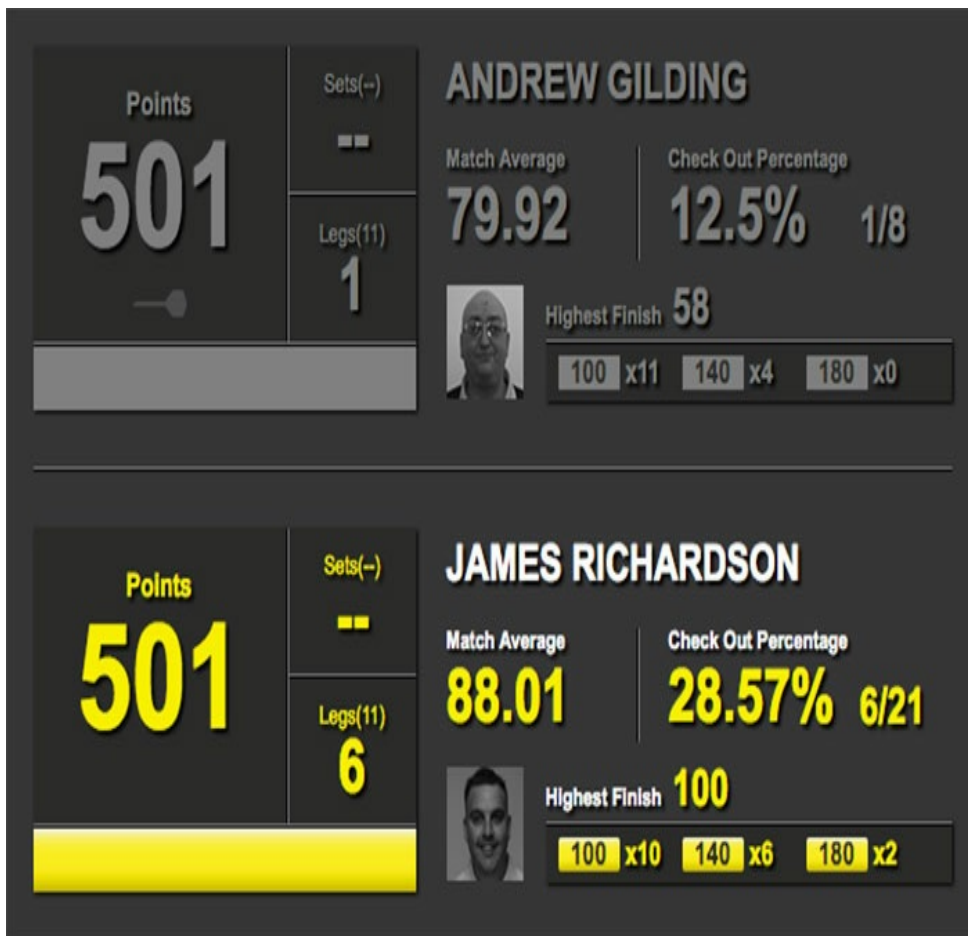 ANDREW GILDING
Points
501
Sets(--)
--
Legs(11)
1
Match Average
79.92
Check Out Percentage
12.5% 1/8
Highest Finish 58
100 x11 140 x4 180 x0
JAMES RICHARDSON
Points
501
Sets(--)
--
Legs(11)
6
Match Average
88.01
Check Out Percentage
28.57% 6/21
Highest Finish 100
100 x10 140 x6 180 x2